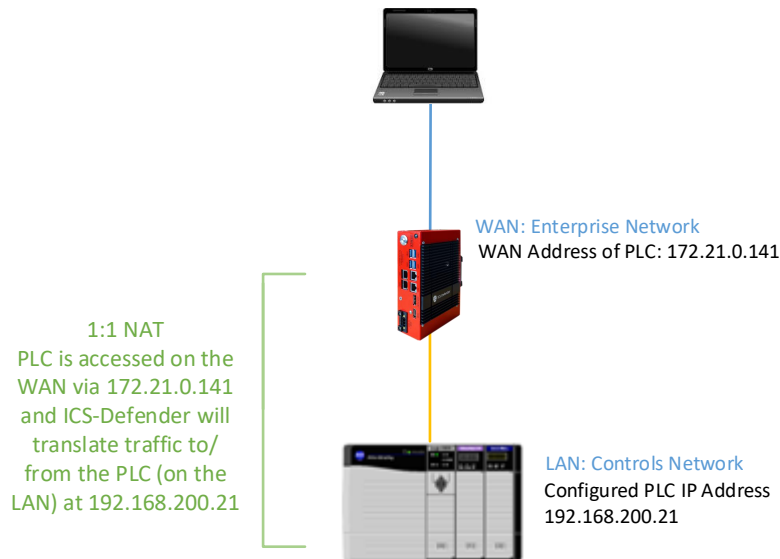 WAN: Enterprise Network
WAN Address of PLC: 172.21.0.141
1:1 NAT
PLC is accessed on the
WAN via 172.21.0.141
and ICS-Defender will
translate traffic to/
from the PLC (on the
LAN) at 192.168.200.21
LAN: Controls Network
Configured PLC IP Address
192.168.200.21